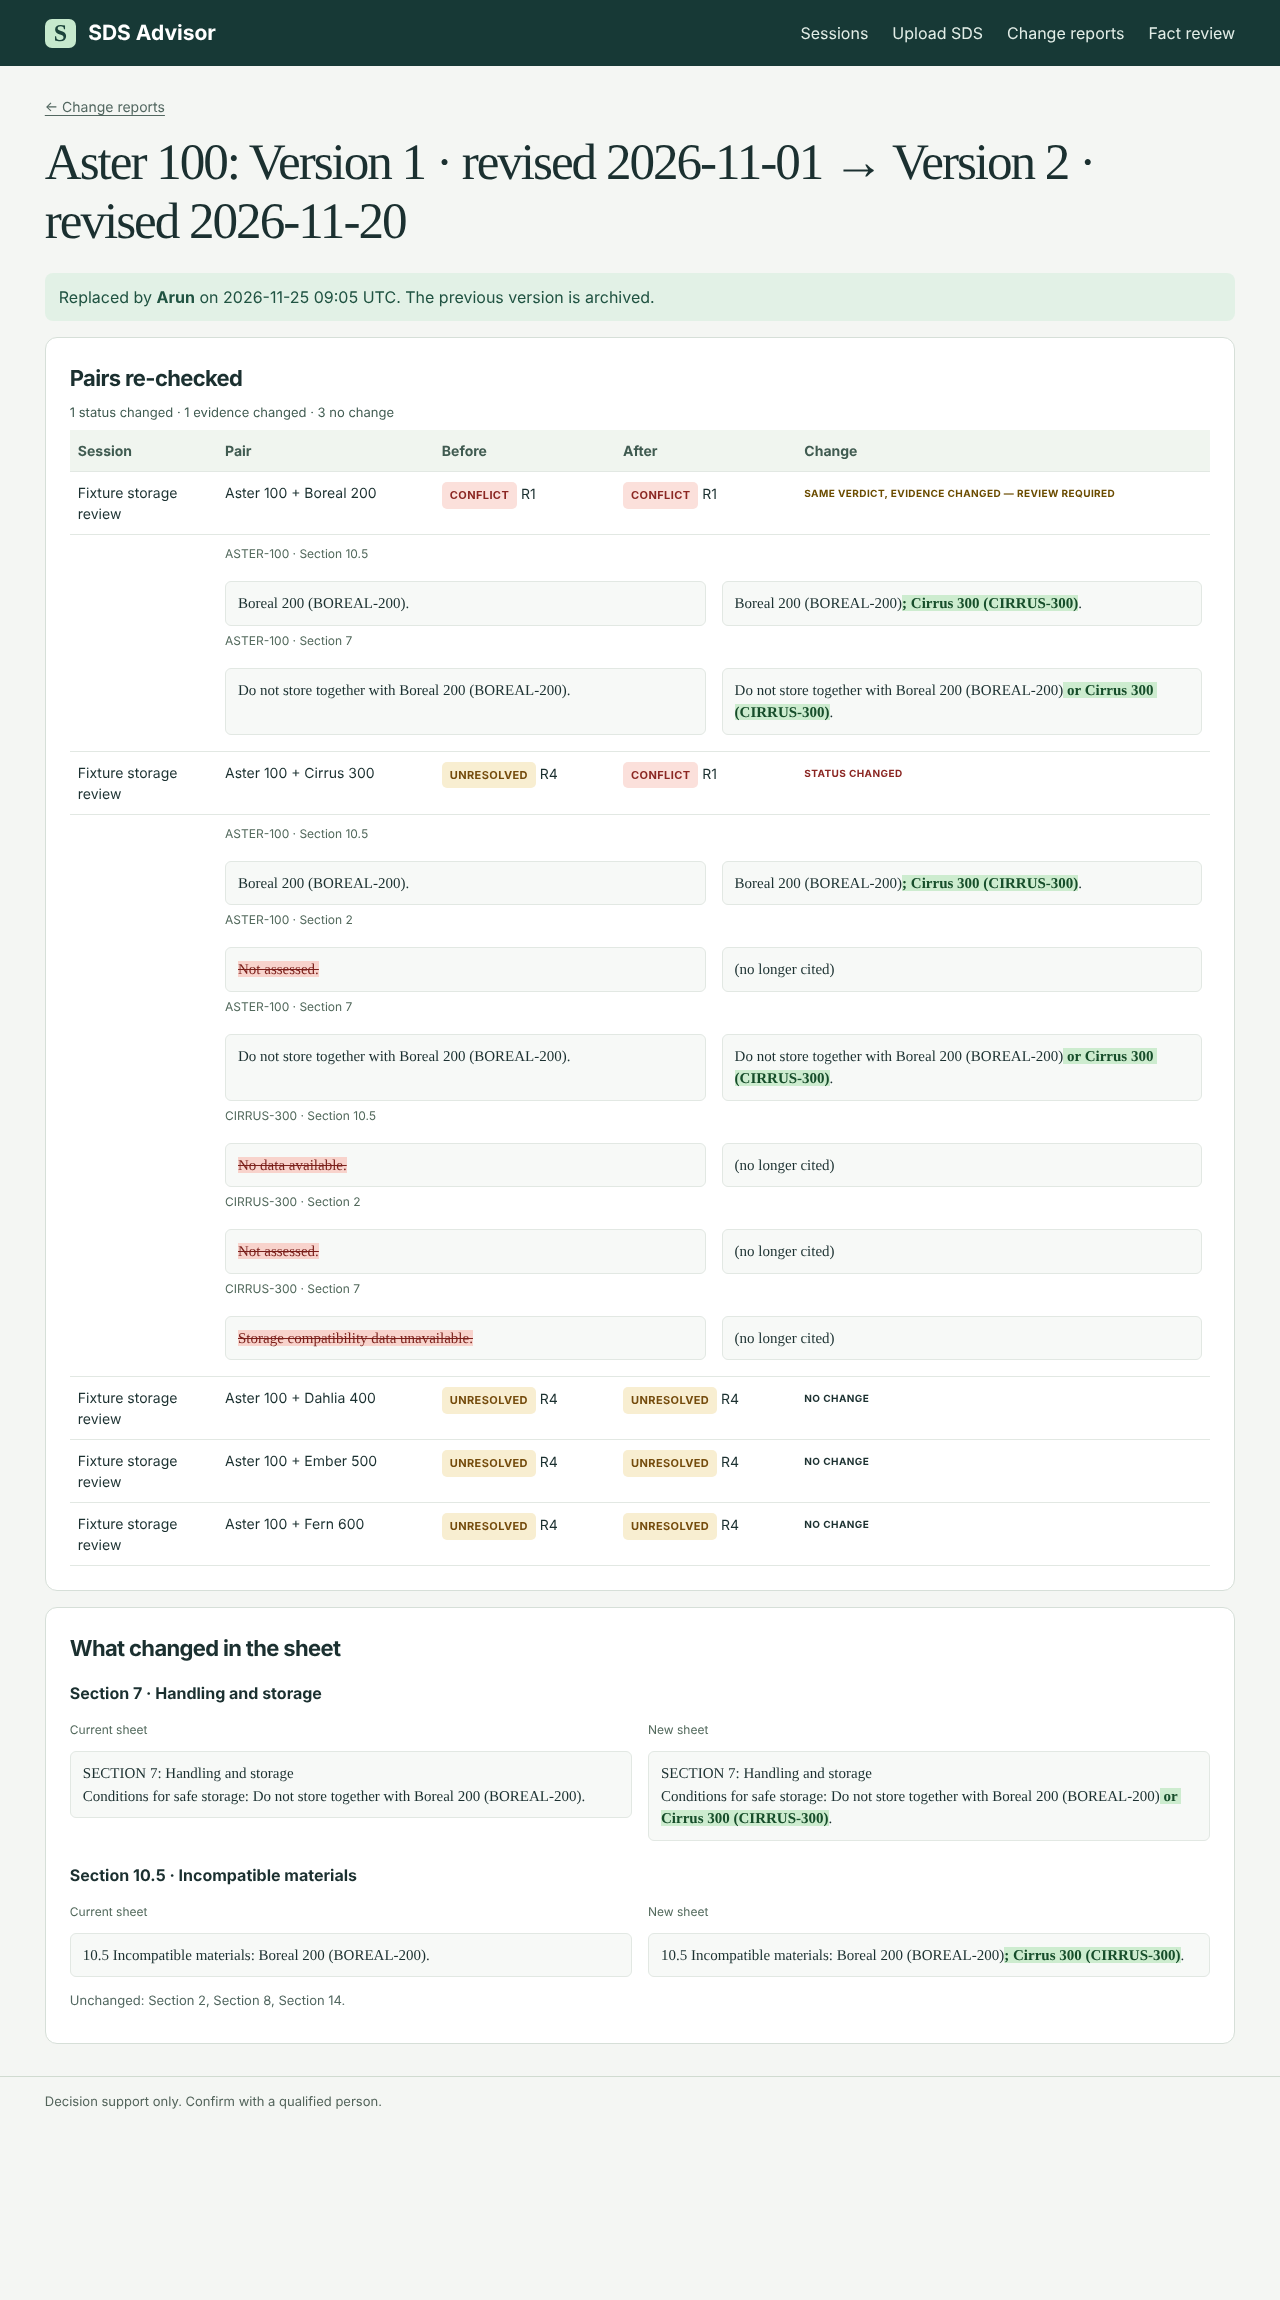 S SDS Advisor Sessions Upload SDS Change reports Fact review
← Change reports
Aster 100: Version 1 · revised 2026-11-01 → Version 2 ·
revised 2026-11-20
Replaced by Arun on 2026-11-25 09:05 UTC. The previous version is archived.
Pairs re-checked
1 status changed · 1 evidence changed · 3 no change
Session Pair Before After Change
Fixture storage review Aster 100 + Boreal 200 CONFLICT R1 CONFLICT R1 SAME VERDICT, EVIDENCE CHANGED — REVIEW REQUIRED
ASTER-100 · Section 10.5
Boreal 200 (BOREAL-200). Boreal 200 (BOREAL-200); Cirrus 300 (CIRRUS-300).
ASTER-100 · Section 7
Do not store together with Boreal 200 (BOREAL-200). Do not store together with Boreal 200 (BOREAL-200) or Cirrus 300
(CIRRUS-300).
Fixture storage review Aster 100 + Cirrus 300 UNRESOLVED R4 CONFLICT R1 STATUS CHANGED
ASTER-100 · Section 10.5
Boreal 200 (BOREAL-200). Boreal 200 (BOREAL-200); Cirrus 300 (CIRRUS-300).
ASTER-100 · Section 2
Not assessed. (no longer cited)
ASTER-100 · Section 7
Do not store together with Boreal 200 (BOREAL-200). Do not store together with Boreal 200 (BOREAL-200) or Cirrus 300
(CIRRUS-300).
CIRRUS-300 · Section 10.5
No data available. (no longer cited)
CIRRUS-300 · Section 2
Not assessed. (no longer cited)
CIRRUS-300 · Section 7
Storage compatibility data unavailable. (no longer cited)
Fixture storage review Aster 100 + Dahlia 400 UNRESOLVED R4 UNRESOLVED R4 NO CHANGE
Fixture storage review Aster 100 + Ember 500 UNRESOLVED R4 UNRESOLVED R4 NO CHANGE
Fixture storage review Aster 100 + Fern 600 UNRESOLVED R4 UNRESOLVED R4 NO CHANGE
What changed in the sheet
Section 7 · Handling and storage
Current sheet
SECTION 7: Handling and storage
Conditions for safe storage: Do not store together with Boreal 200 (BOREAL-200).
New sheet
SECTION 7: Handling and storage
Conditions for safe storage: Do not store together with Boreal 200 (BOREAL-200) or
Cirrus 300 (CIRRUS-300).
Section 10.5 · Incompatible materials
Current sheet
10.5 Incompatible materials: Boreal 200 (BOREAL-200).
New sheet
10.5 Incompatible materials: Boreal 200 (BOREAL-200); Cirrus 300 (CIRRUS-300).
Unchanged: Section 2, Section 8, Section 14.
Decision support only. Confirm with a qualified person.